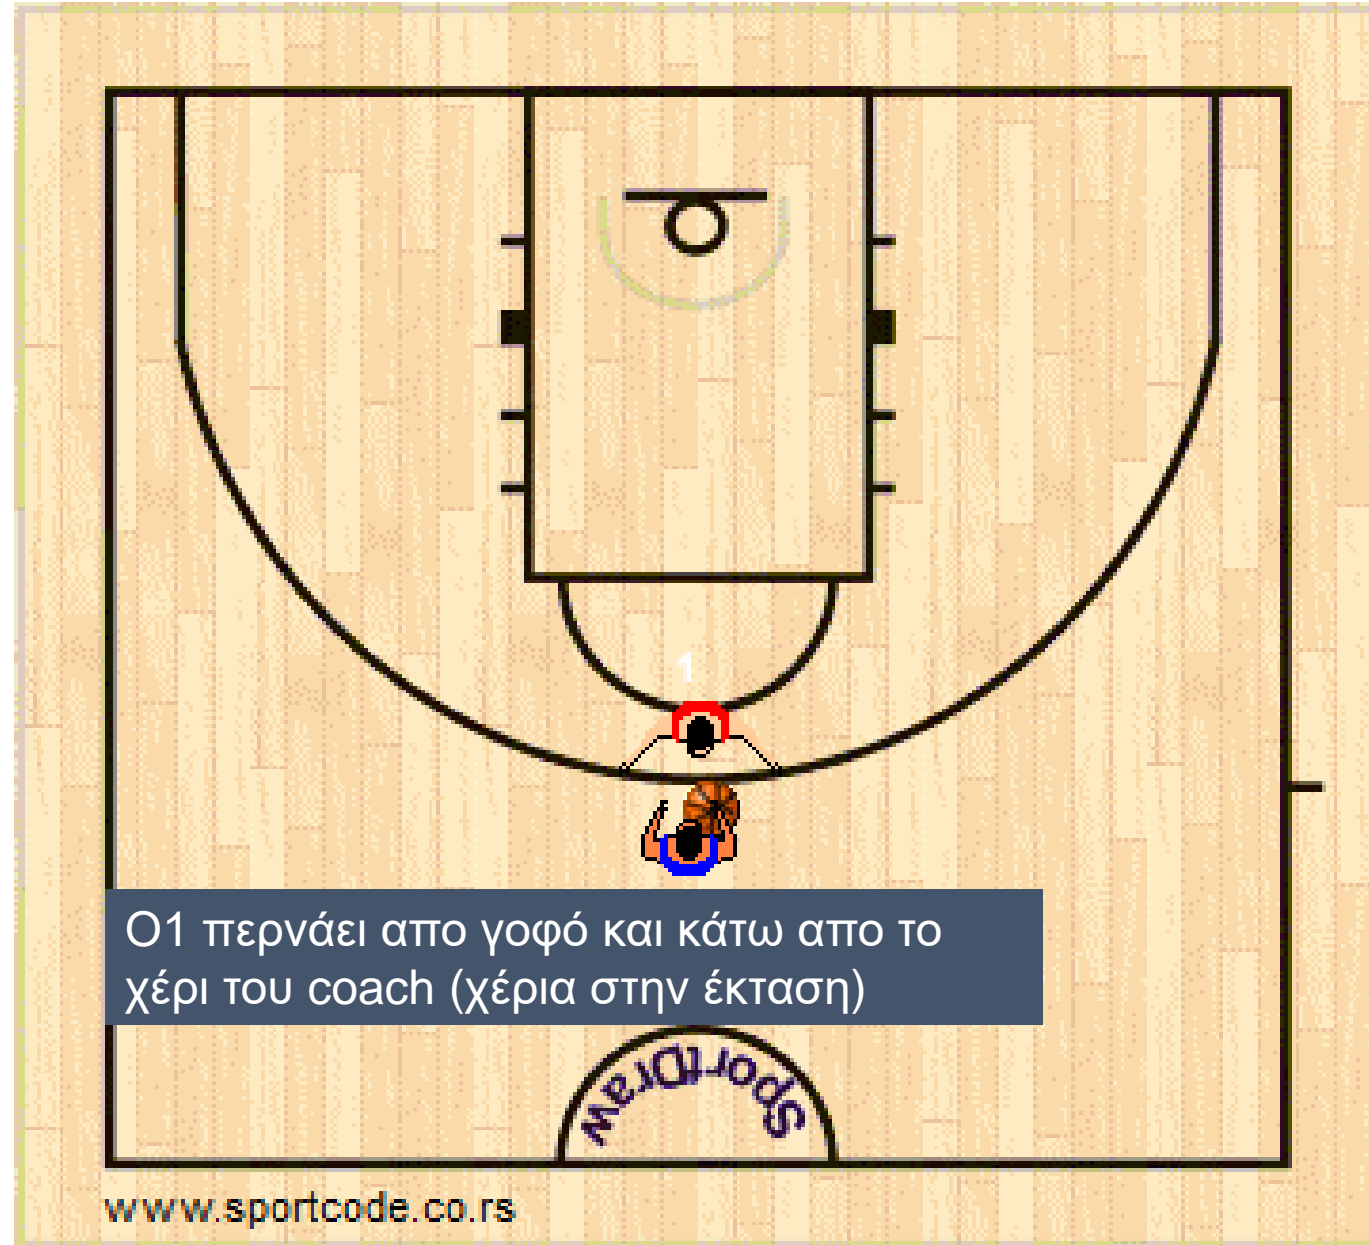 1
Ο1 περνάει απο γοφό και κάτω απο το
χέρι του coach (χέρια στην έκταση)
SportDraw
www.sportcode.co.rs